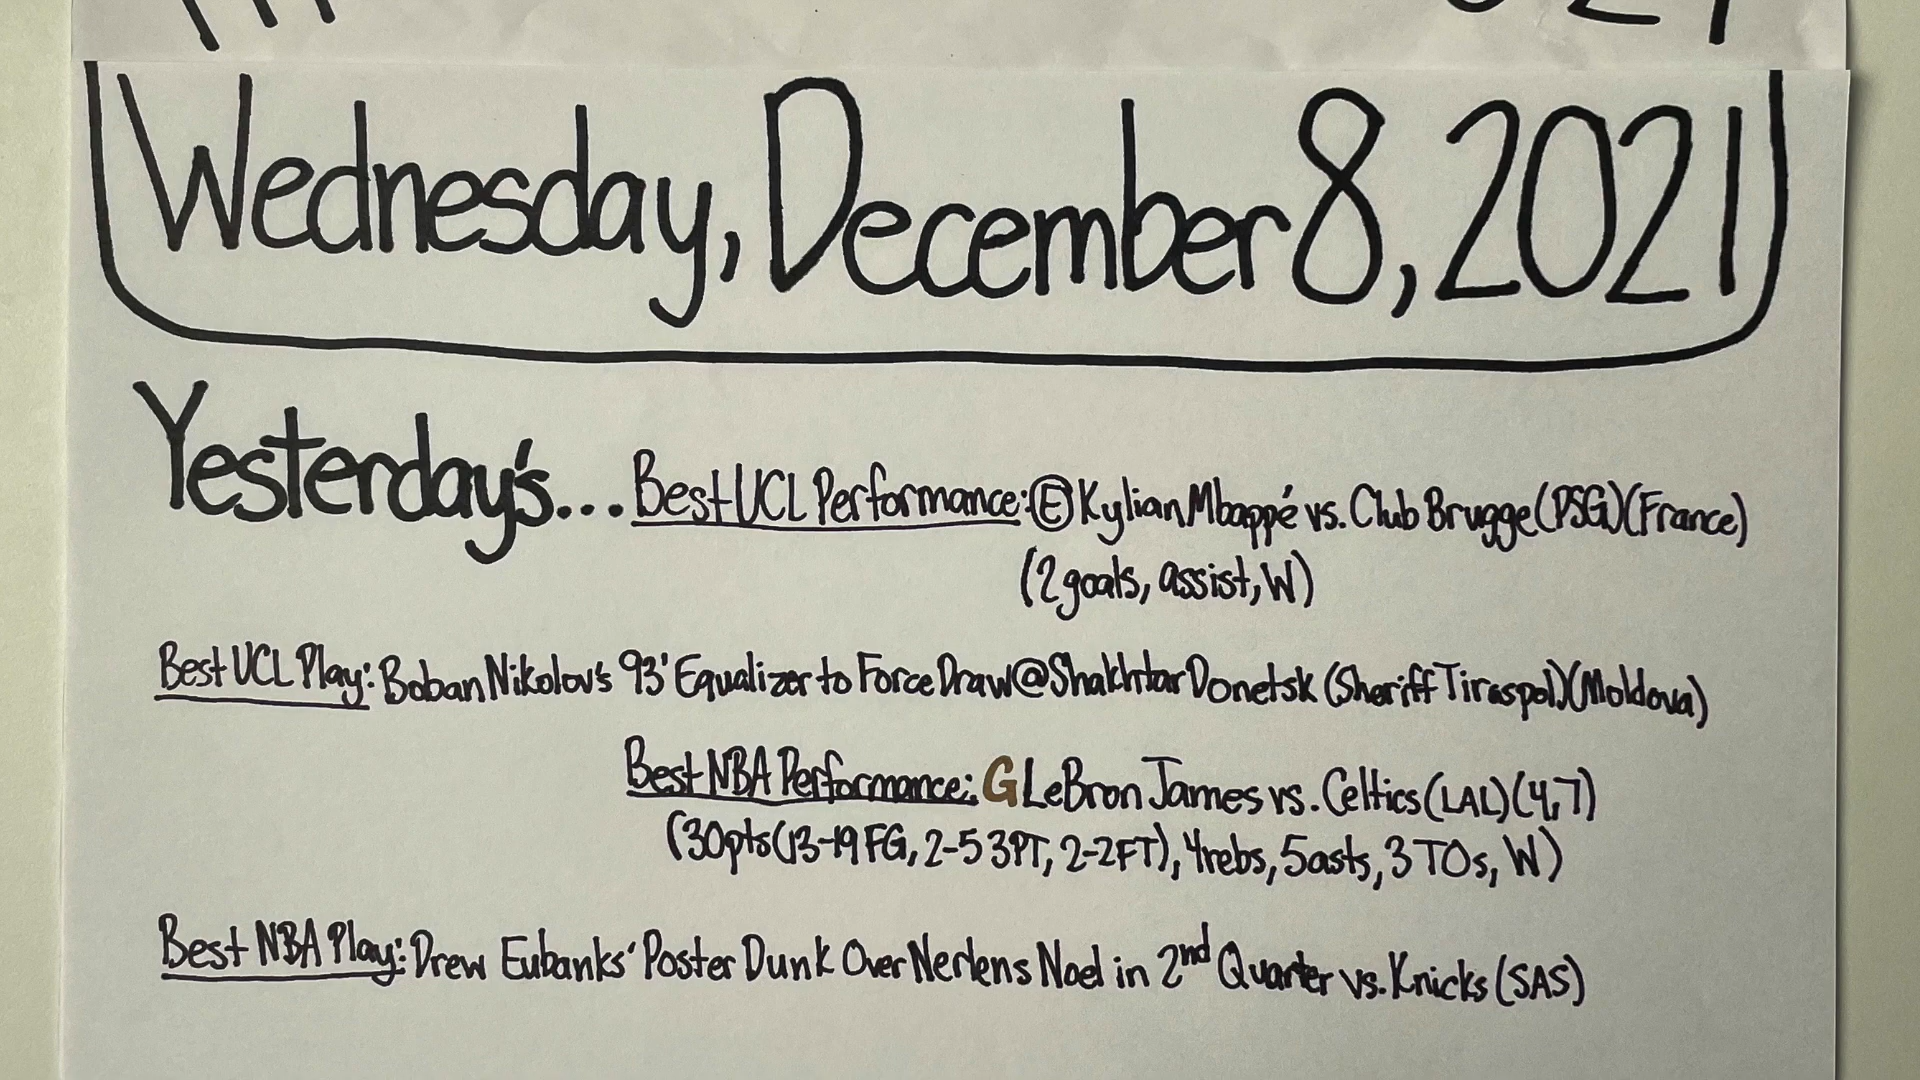 Wednesday, December 8, 2021
Yesterday's... Best UCL Performance: Ⓔ Kylian Mbappé vs. Club Brugge (PSG) (France)
(2 goals, assist, W)
Best UCL Play: Boban Nikolov's 93' Equalizer to Force Draw @ Shakhtar Donetsk (Sheriff Tiraspol) (Moldova)
Best NBA Performance: G LeBron James vs. Celtics (LAL) (4,7)
(30pts (13-19 FG, 2-5 3PT, 2-2 FT), 4 rebs, 5 asts, 3 TOs, W)
Best NBA Play: Drew Eubanks' Poster Dunk Over Nerlens Noel in 2nd Quarter vs. Knicks (SAS)